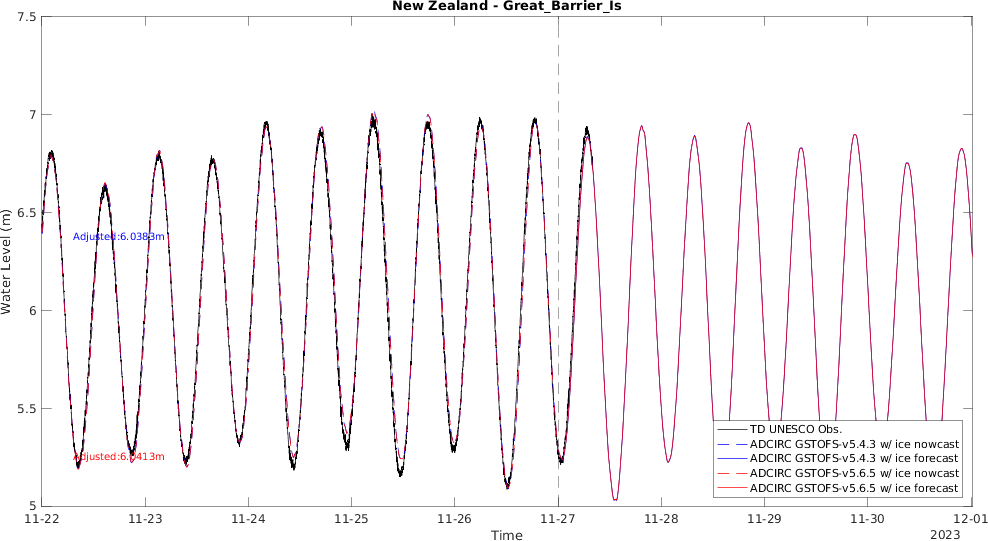 New Zealand - Great_Barrier_Is
7.5
7
6.5
6
5.5
5
Water Level (m)
Adjusted:6.0383m
Adjusted:6.0413m
TD UNESCO Obs.
ADCIRC GSTOFS-v5.4.3 w/ ice nowcast
ADCIRC GSTOFS-v5.4.3 w/ ice forecast
ADCIRC GSTOFS-v5.6.5 w/ ice nowcast
ADCIRC GSTOFS-v5.6.5 w/ ice forecast
11-22 11-23 11-24 11-25 11-26 11-27 11-28 11-29 11-30 12-01
Time
2023